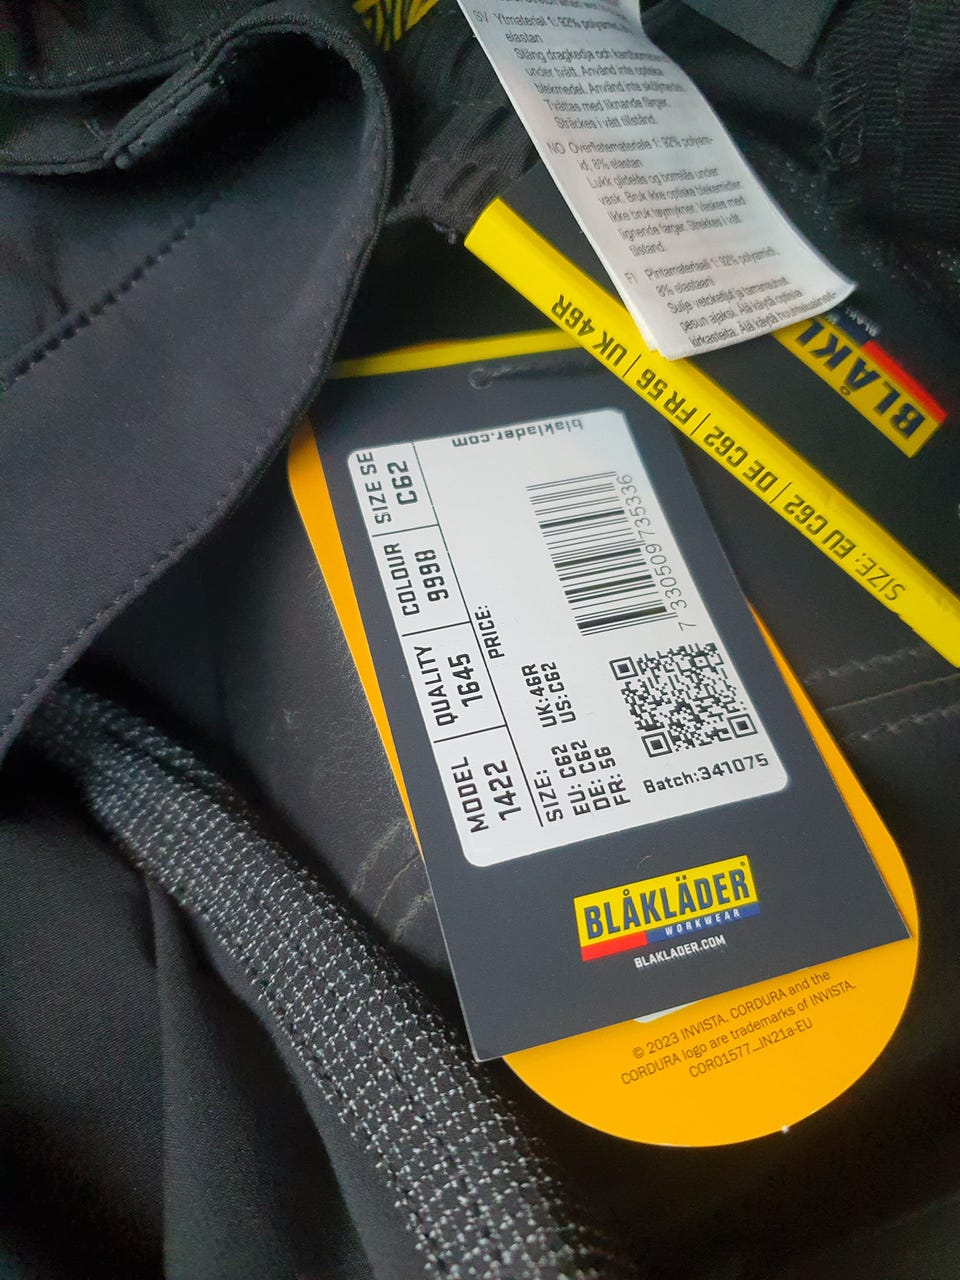 SV Ytmaterial 1: 92% polyamid, 8%
elastan
Stäng dragkedja och kardborreband
under tvätt. Använd inte optiska
blekmedel. Använd inte sköljmedel.
Tvättas med liknande färger.
Sträckes i vått tillstånd.
NO Overflatemateriale 1: 92% polyam-
id, 8% elastan
Lukk glidelås og borrelås under
vask. Bruk ikke optiske blekemidler.
Ikke bruk tøymykner. Vaskes med
lignende farger. Strekkes i våt
tilstand.
FI Pintamateriaali 1: 92% polyamidi,
8% elastaani
Sulje vetoketjut ja tarranauhat
pesun ajaksi. Älä käytä optisia
kirkasteita. Älä käytä
SIZE: EU C62 | DE C62 | FR 56 | UK 46R
BLÅKL
MODEL
1422
QUALITY
1645
COLOUR
9998
SIZE SE
C62
PRICE:
SIZE:
EU: C62
DE: C62
FR: 56
UK:46R
US:C62
blaklader.com
7 330509 735336
Batch:341075
BLÅKLÄDER®
WORKWEAR
BLAKLADER.COM
© 2023 INVISTA. CORDURA and the
CORDURA logo are trademarks of INVISTA.
COR01577_IN21a-EU